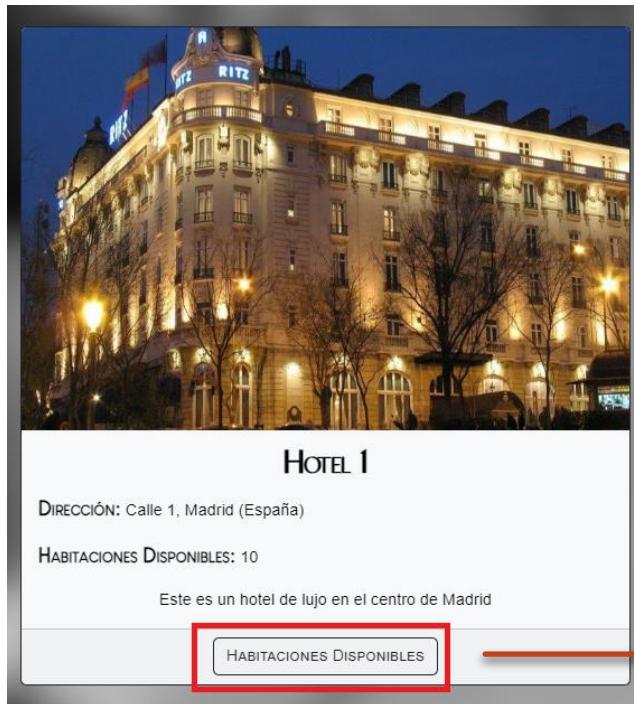 RITZ
RITZ
RITZ
Hotel 1
Dirección: Calle 1, Madrid (España)
Habitaciones Disponibles: 10
Este es un hotel de lujo en el centro de Madrid
Habitaciones Disponibles